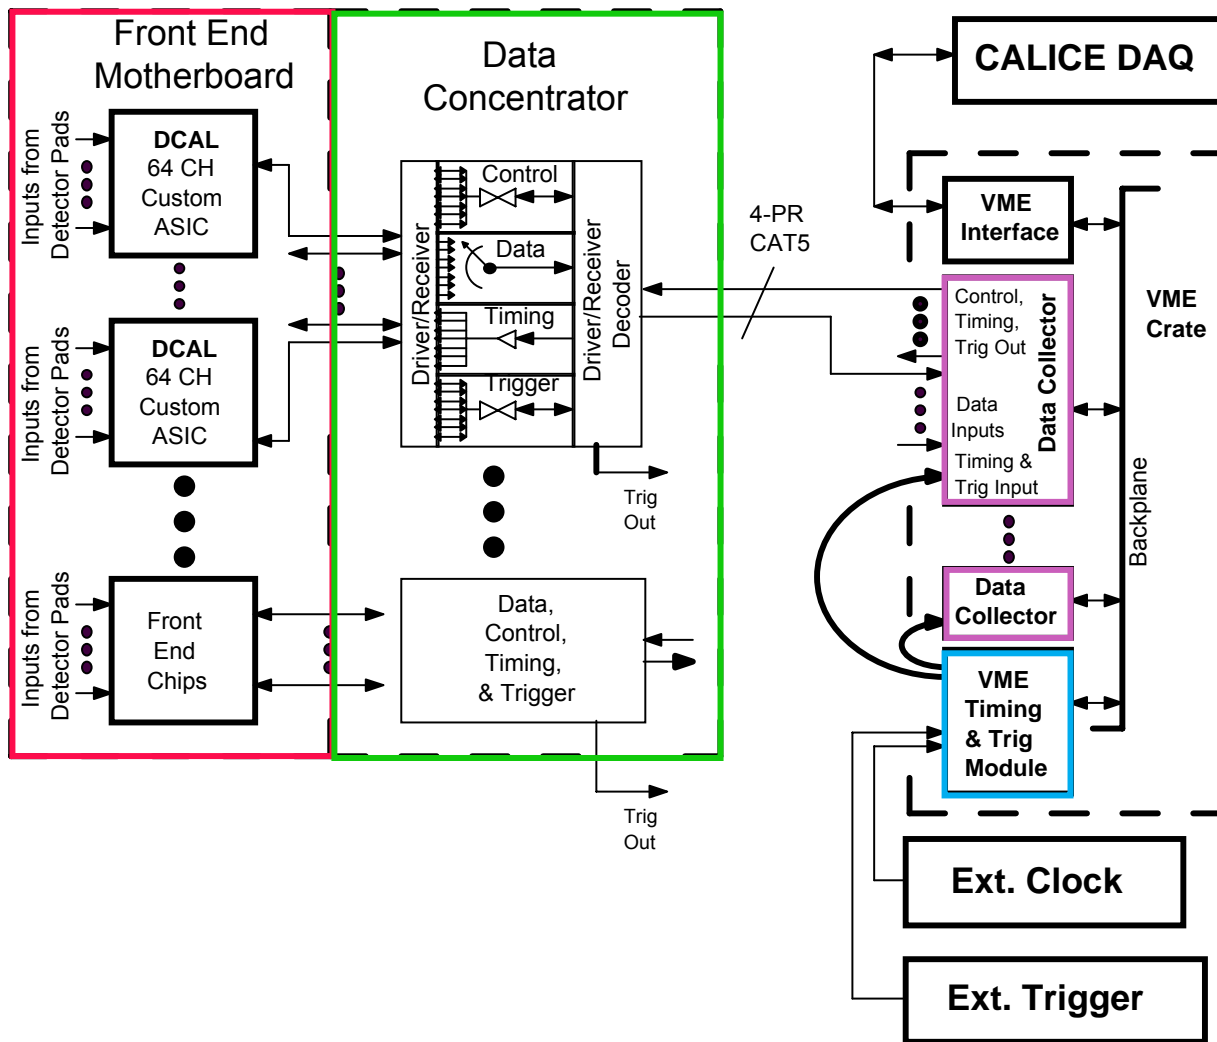 Front End
Motherboard
Inputs from
Detector Pads
DCAL
64 CH
Custom
ASIC
Inputs from
Detector Pads
DCAL
64 CH
Custom
ASIC
Inputs from
Detector Pads
Front
End
Chips
Data
Concentrator
Driver/Receiver
Control
Data
Timing
Trigger
Driver/Receiver
Decoder
Trig
Out
Data,
Control,
Timing,
& Trigger
Trig
Out
4-PR
CAT5
CALICE DAQ
VME
Interface
VME
Crate
Control,
Timing,
Trig Out
Data
Inputs
Timing &
Trig Input
Data Collector
Backplane
Data
Collector
VME
Timing
& Trig
Module
Ext. Clock
Ext. Trigger